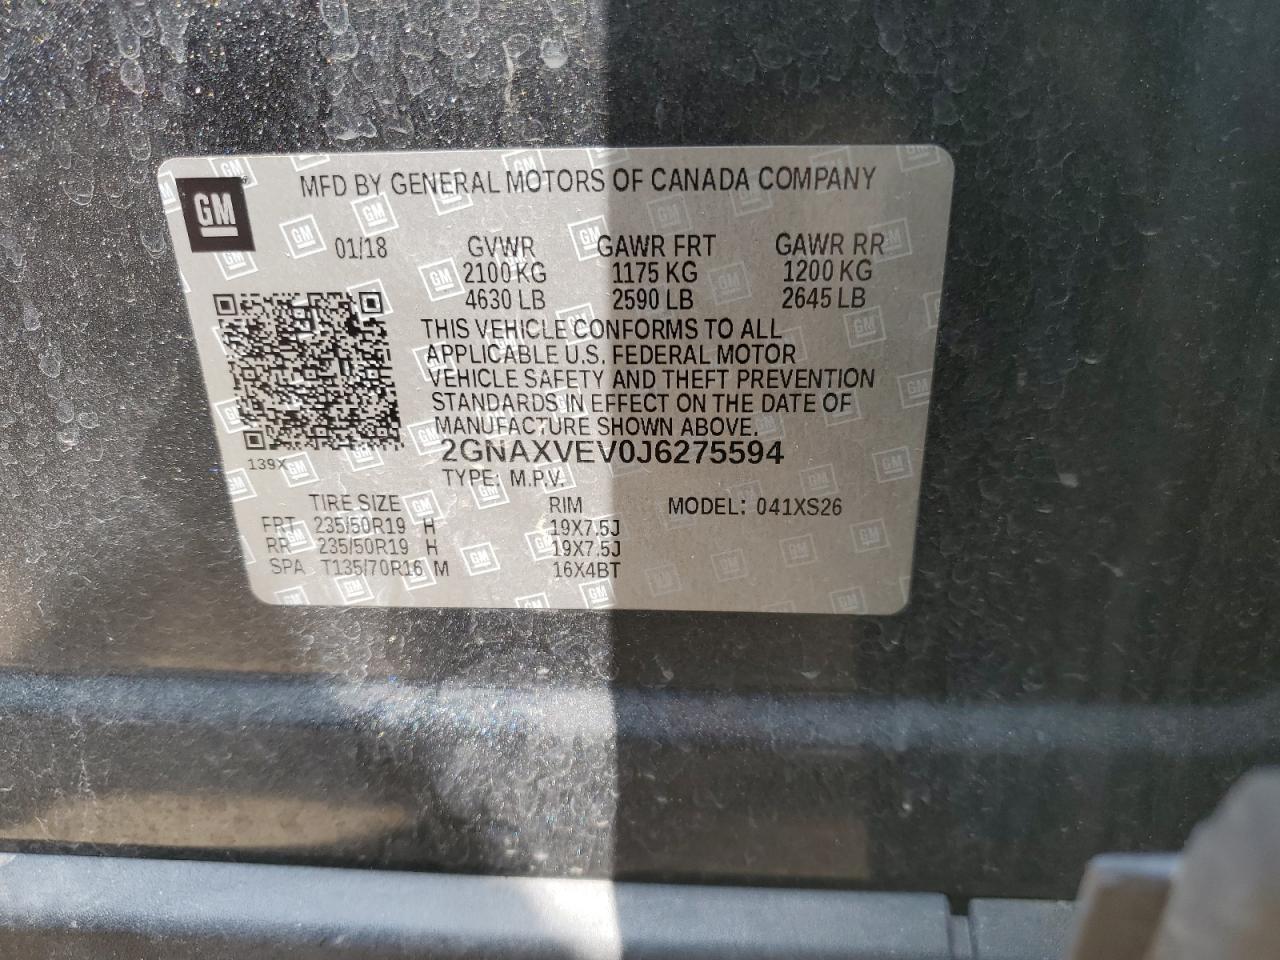 GM
MFD BY GENERAL MOTORS OF CANADA COMPANY
01/18 GVWR GAWR FRT GAWR RR
2100 KG 1175 KG 1200 KG
4630 LB 2590 LB 2645 LB
THIS VEHICLE CONFORMS TO ALL
APPLICABLE U.S. FEDERAL MOTOR
VEHICLE SAFETY AND THEFT PREVENTION
STANDARDS IN EFFECT ON THE DATE OF
MANUFACTURE SHOWN ABOVE.
2GNAXVEV0J6275594
139X
TYPE: M.P.V.
TIRE SIZE RIM MODEL: 041XS26
FRT 235/50R19 H 19X7.5J
RR 235/50R19 H 19X7.5J
SPA T135/70R16 M 16X4BT